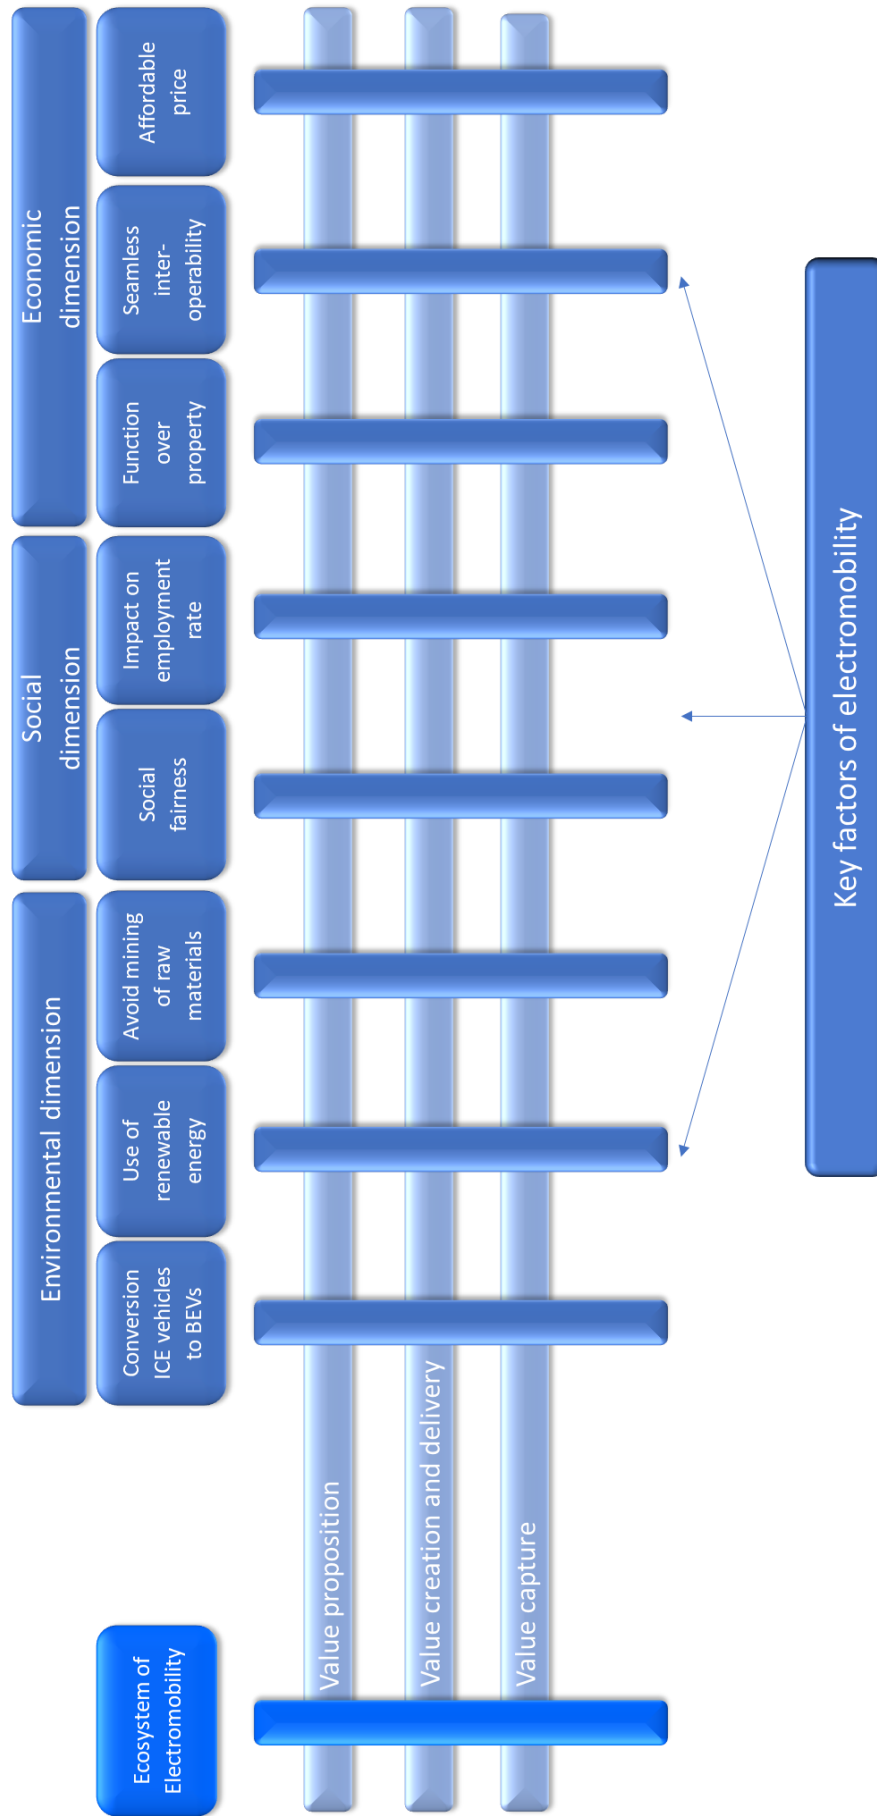 Ecosystem of
Electromobility
Environmental dimension
Social
dimension
Economic
dimension
Conversion
ICE vehicles
to BEVs
Use of
renewable
energy
Avoid mining
of raw
materials
Social
fairness
Impact on
employment
rate
Function
over
property
Seamless
inter-
operability
Affordable
price
Value proposition
Value creation and delivery
Value capture
Key factors of electromobility